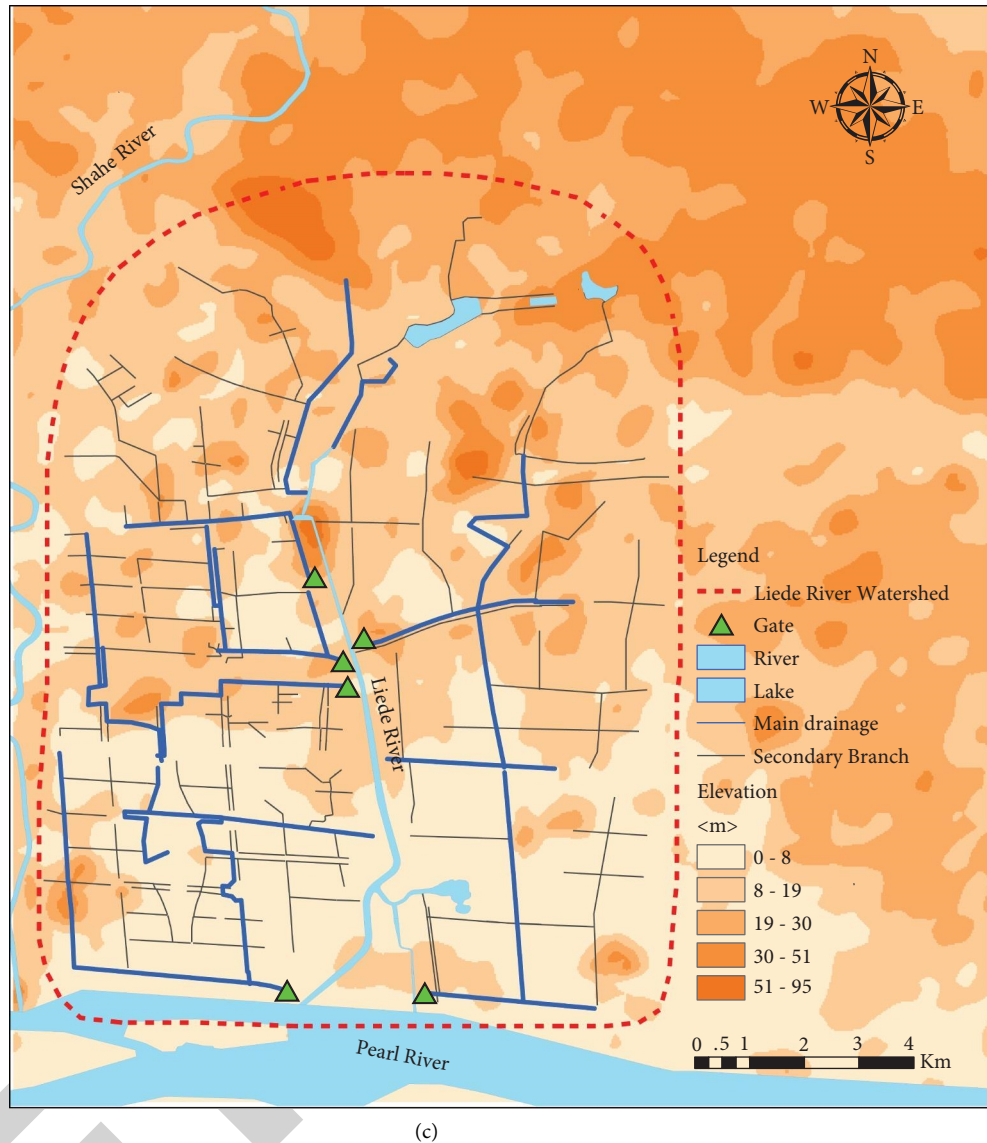 N
W E
S
Shahe River
Legend
Liede River Watershed
Gate
River
Lake
Main drainage
Secondary Branch
Elevation
<m>
0 - 8
8 - 19
19 - 30
30 - 51
51 - 95
Liede River
0 .5 1 2 3 4
Km
Pearl River
(c)